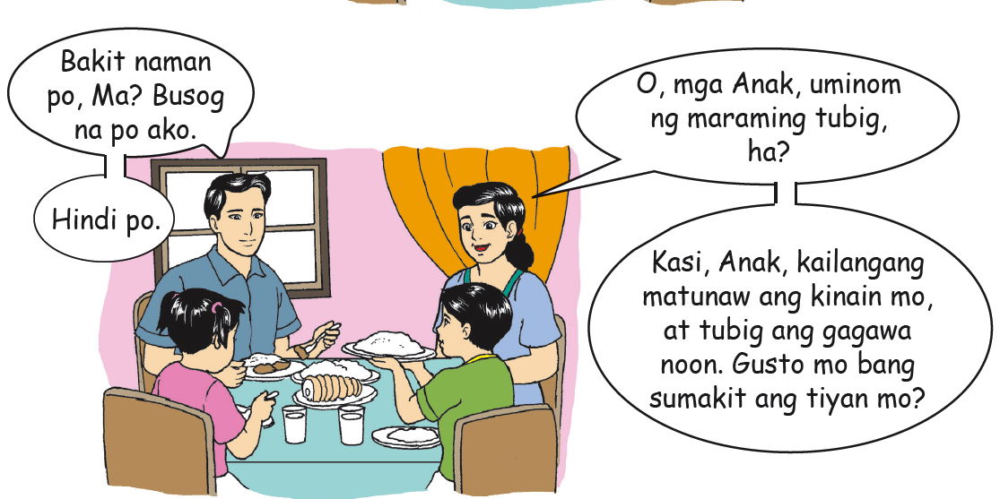 Bakit naman
po, Ma? Busog
na po ako.
Hindi po.
O, mga Anak, uminom
ng maraming tubig,
ha?
Kasi, Anak, kailangang
matunaw ang kinain mo,
at tubig ang gagawa
noon. Gusto mo bang
sumakit ang tiyan mo?